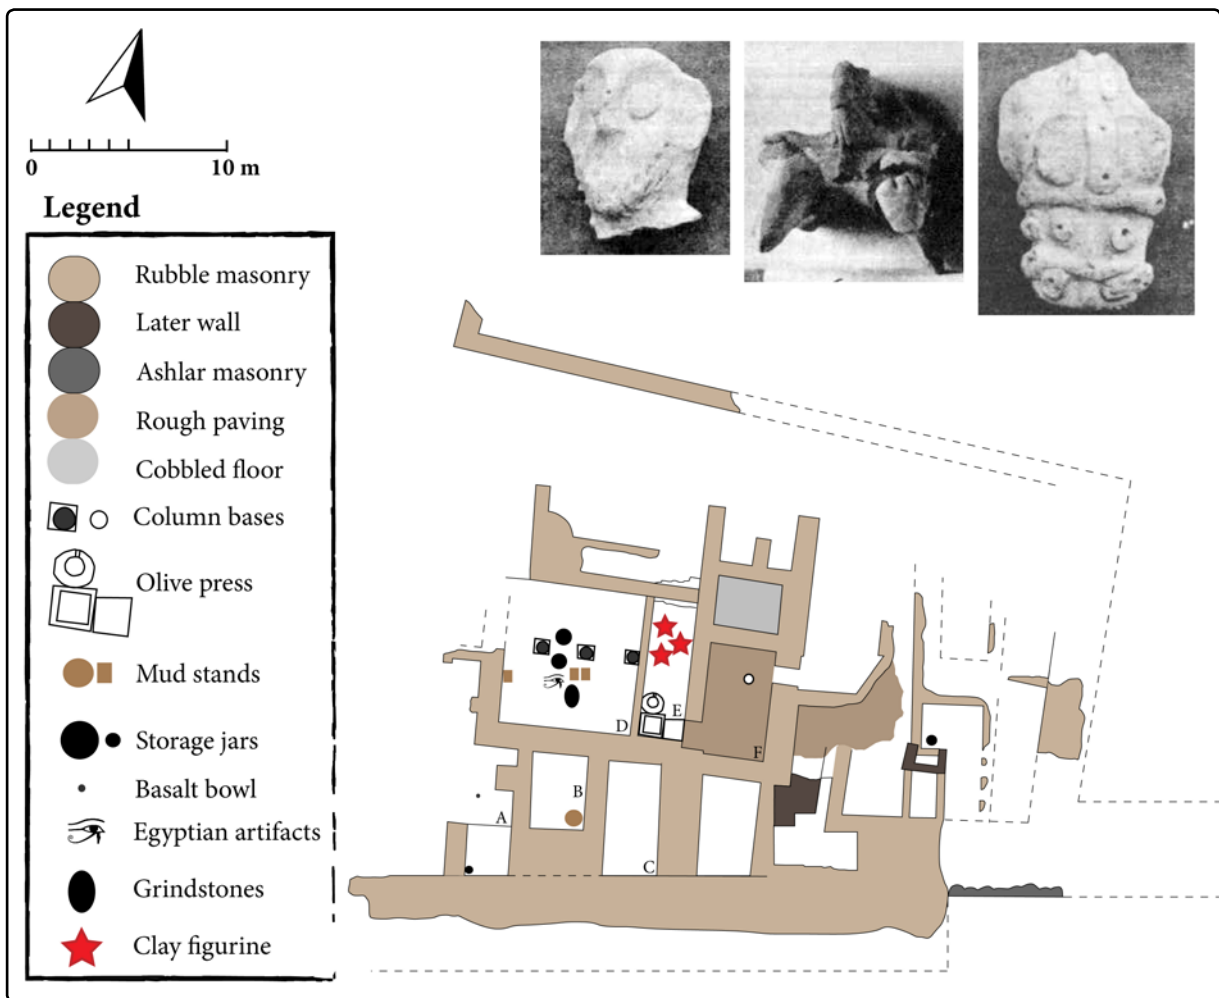 0 10 m
Legend
Rubble masonry
Later wall
Ashlar masonry
Rough paving
Cobbled floor
Column bases
Olive press
Mud stands
Storage jars
Basalt bowl
Egyptian artifacts
Grindstones
Clay figurine
D
E
F
B
A
C